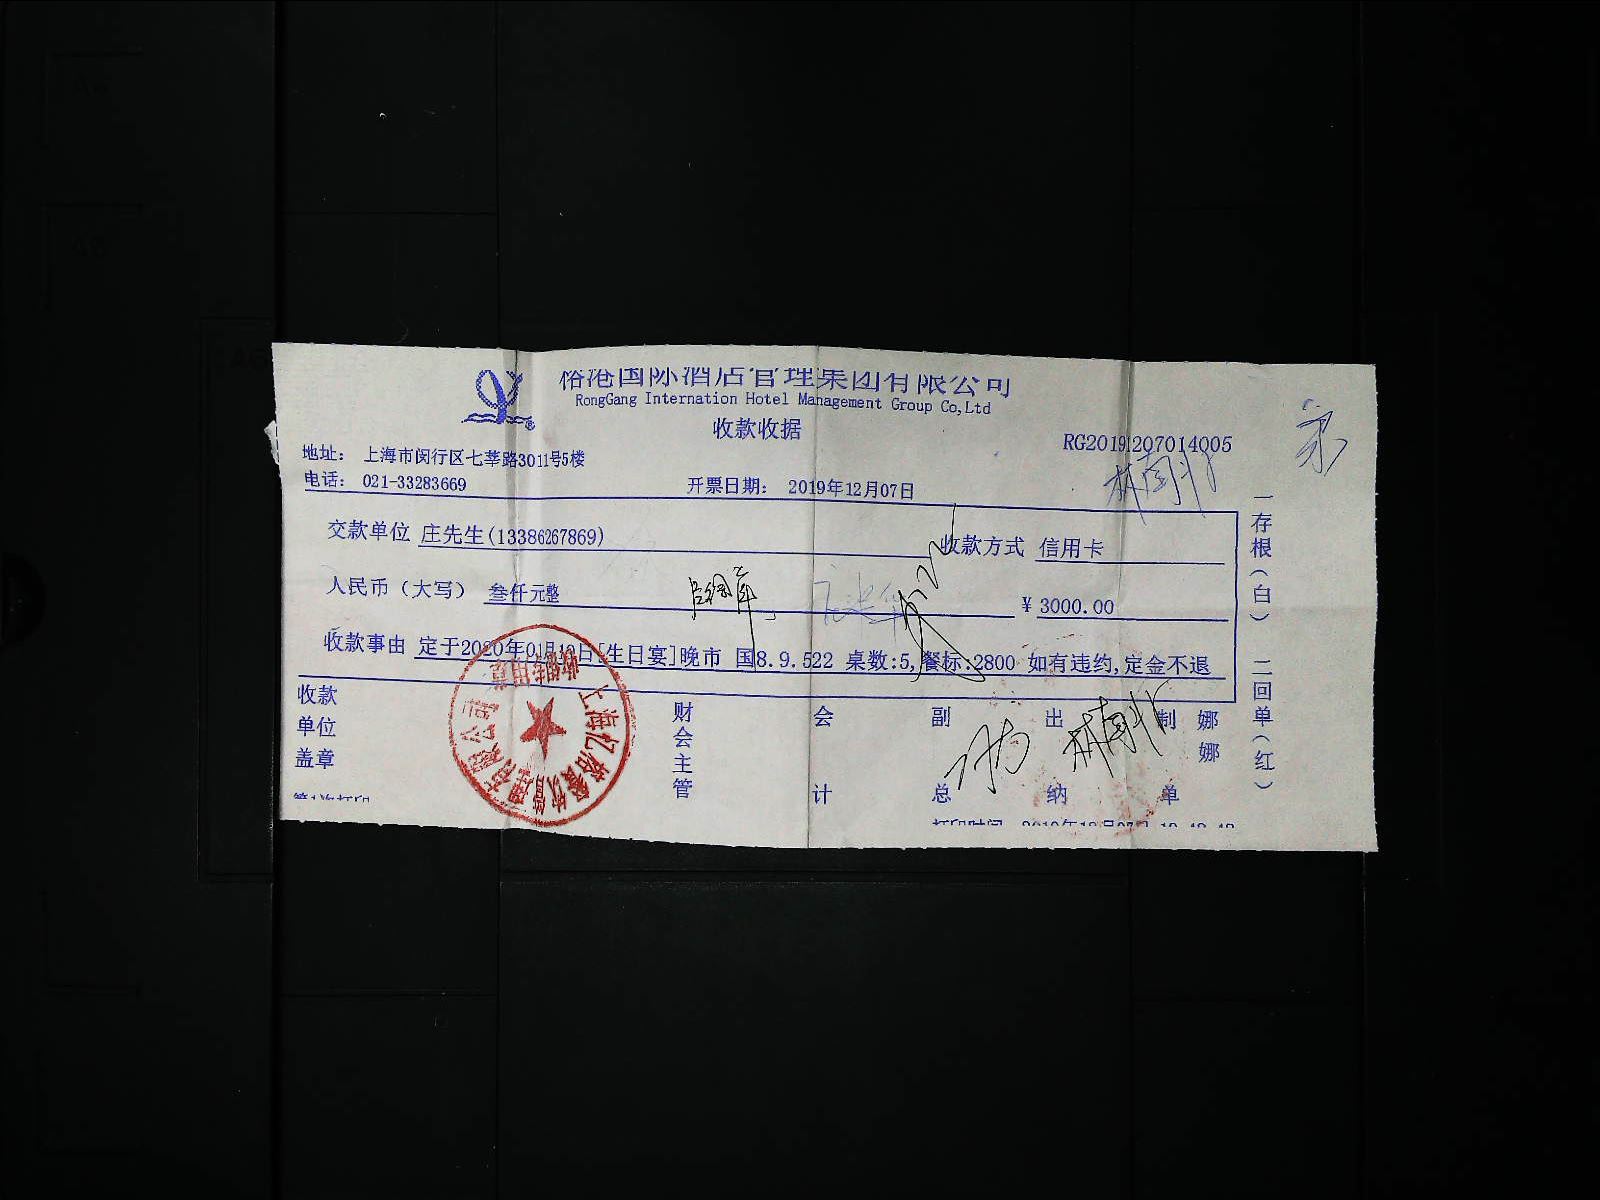 裕港国际酒店管理集团有限公司
RongGang Internation Hotel Management Group Co,Ltd
收款收据
RG20191207014005
地址： 上海市闵行区七莘路3011号5楼
电话： 021-33283669
开票日期： 2019年12月07日
交款单位 庄先生(13386267869)
收款方式 信用卡
人民币（大写） 叁仟元整
¥ 3000.00
收款事由 定于2020年01月10日[生日宴]晚市 国8.9.522 桌数:5,餐标:2800 如有违约,定金不退
收款单位盖章
财会主管
会计
副总
出纳
制单
娜娜
一存根（白） 二回单（红）
收据专用章